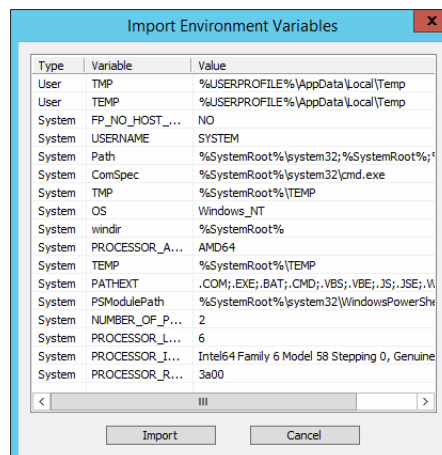 Import Environment Variables
x
Type Variable Value
User TMP %USERPROFILE%\AppData\Local\Temp
User TEMP %USERPROFILE%\AppData\Local\Temp
System FP_NO_HOST_... NO
System USERNAME SYSTEM
System Path %SystemRoot%\system32;%SystemRoot%;
System ComSpec %SystemRoot%\system32\cmd.exe
System TMP %SystemRoot%\TEMP
System OS Windows_NT
System windir %SystemRoot%
System PROCESSOR_A... AMD64
System TEMP %SystemRoot%\TEMP
System PATHEXT .COM;.EXE;.BAT;.CMD;.VBS;.VBE;.JS;.JSE;.W
System PSModulePath %SystemRoot%\system32\WindowsPowerShe
System NUMBER_OF_P... 2
System PROCESSOR_L... 6
System PROCESSOR_I... Intel64 Family 6 Model 58 Stepping 0, Genuine
System PROCESSOR_R... 3a00
Import Cancel